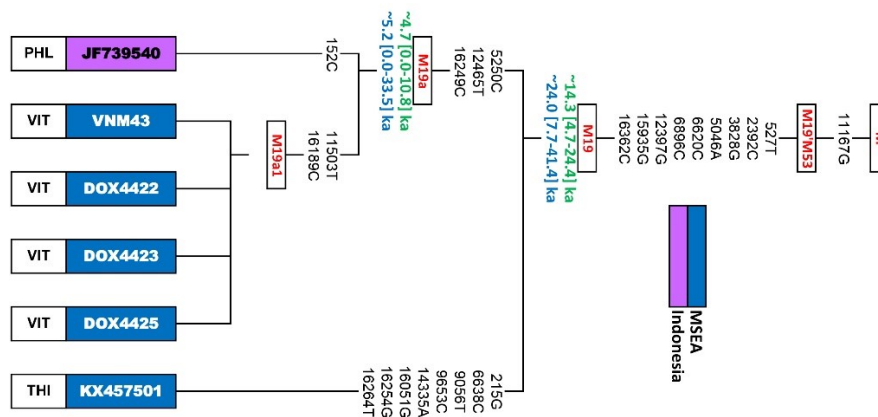 PHL JF739540
VIT VNM43
VIT DOX4422
VIT DOX4423
VIT DOX4425
THI KX457501
152C
M19a1
11503T
16189C
~4.7 [0.0-10.8] ka
~5.2 [0.0-33.5] ka
M19a
5250C
12465T
16249C
215G
6638C
9056T
9653C
14335A
16051G
16254G
16264T
~14.3 [4.7-24.4] ka
~24.0 [7.7-41.4] ka
M19
527T
2392C
3828G
5046A
6620C
6896C
12397G
15935G
16362C
M19'M53
11167G
MSEA
Indonesia